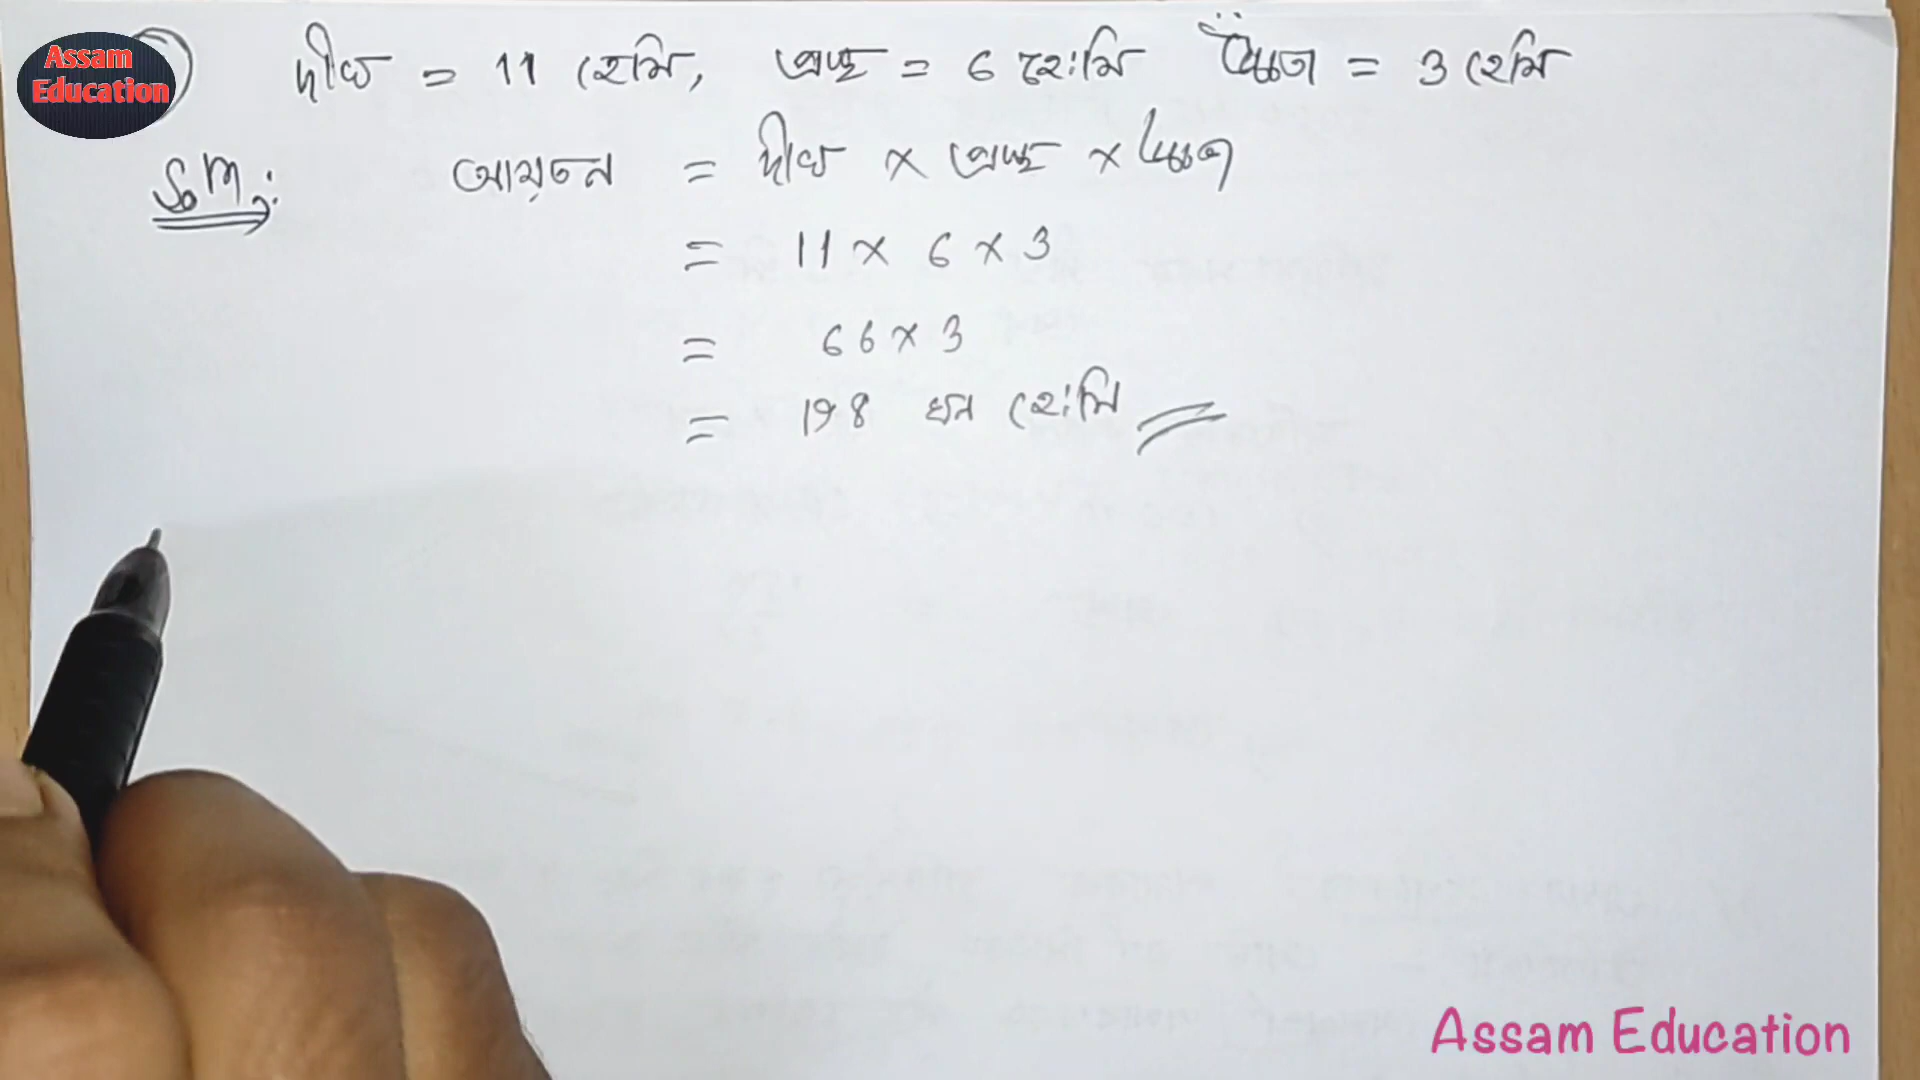 Assam
Education
দীঘ = 11 চেমি, প্ৰস্থ = 6 চেঃমি উচ্চতা = 3 চেমি
Soln: আয়তন = দীঘ × প্ৰস্থ × উচ্চতা
= 11 × 6 × 3
= 66 × 3
= 198 ঘন চেঃমি
Assam Education